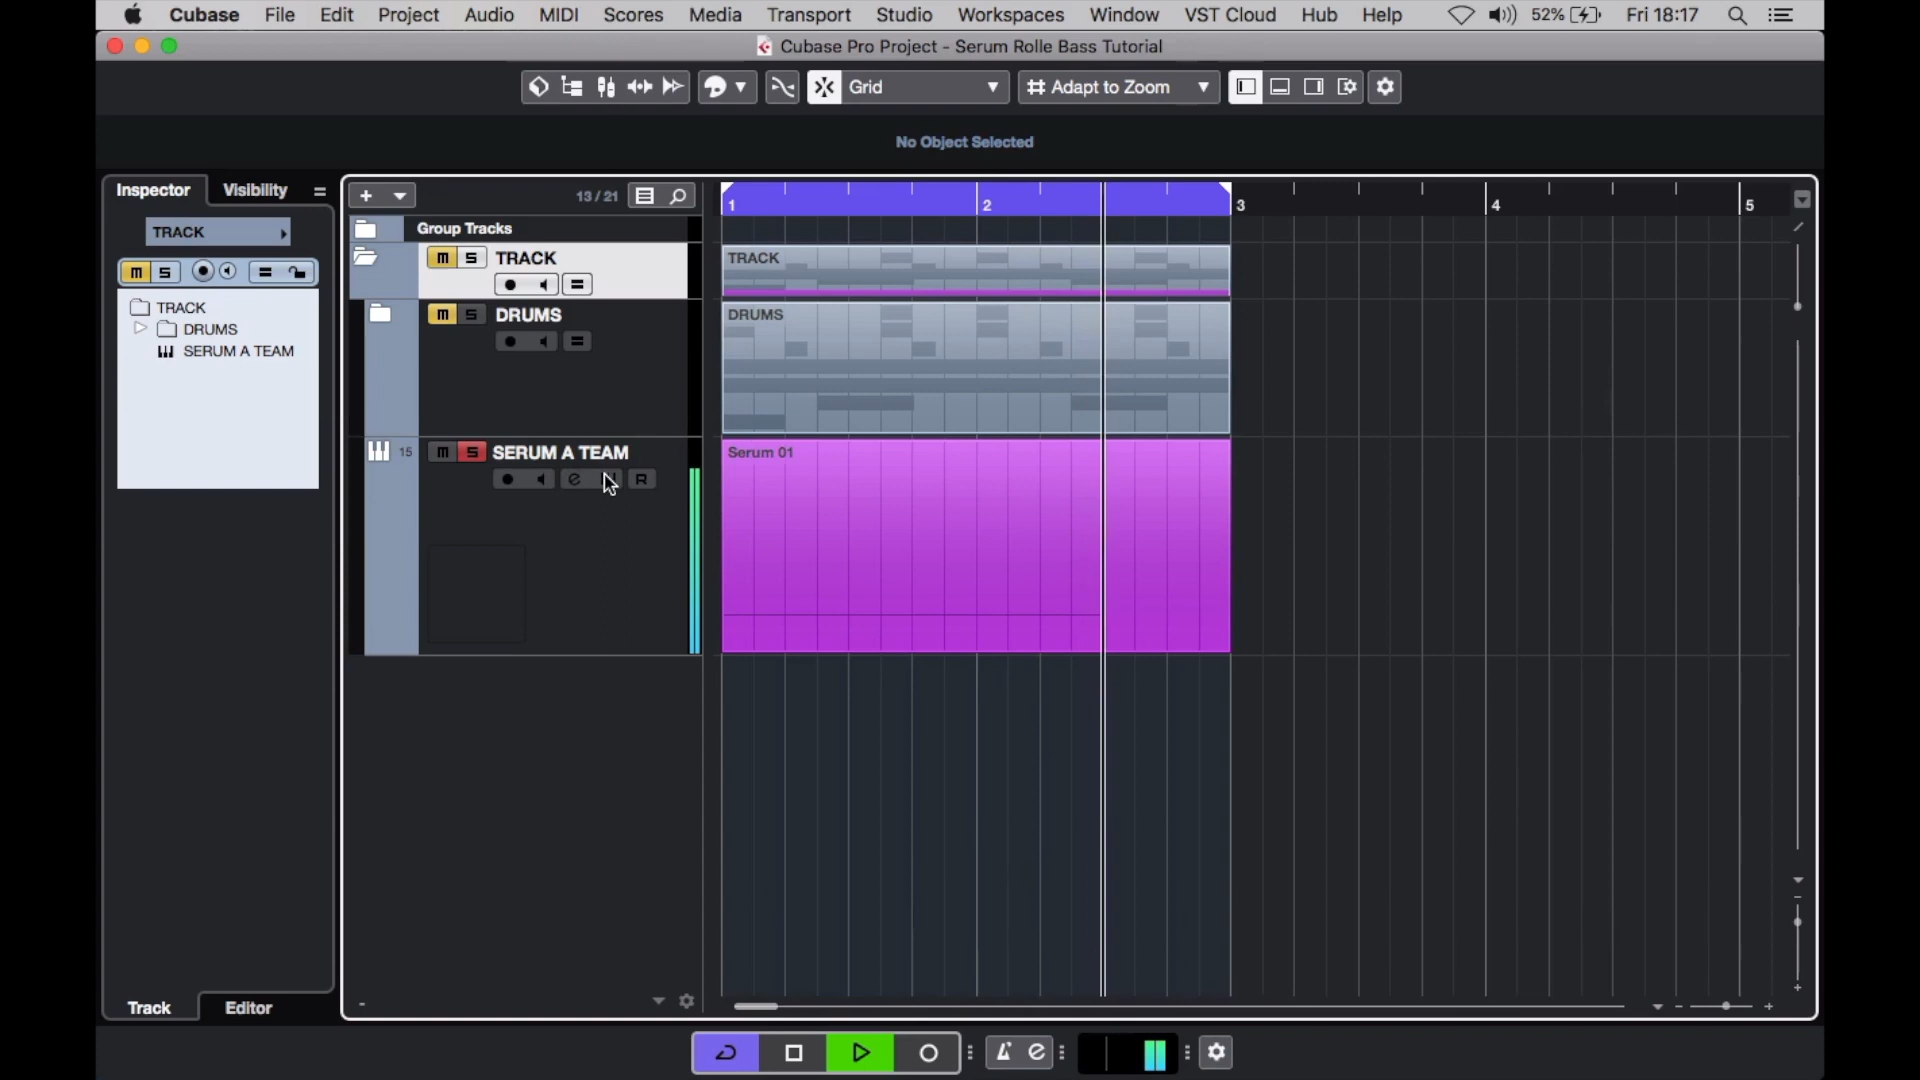 Cubase File Edit Project Audio MIDI Scores Media Transport Studio Workspaces Window VST Cloud Hub Help 52% Fri 18:17
Cubase Pro Project - Serum Rolle Bass Tutorial
Grid Adapt to Zoom
No Object Selected
Inspector Visibility
13 / 21
1 2 3 4 5
TRACK
Group Tracks
m S TRACK
TRACK
m S
TRACK
DRUMS
SERUM A TEAM
m S DRUMS
DRUMS
15 m S SERUM A TEAM
e R
Serum 01
Track Editor